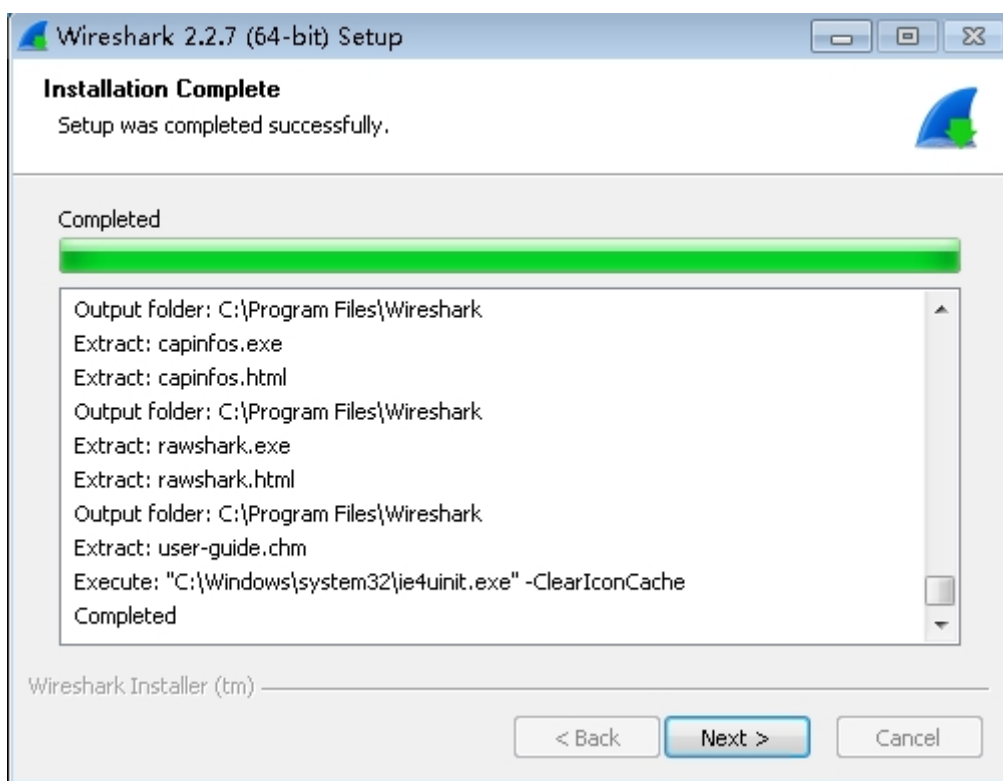 Wireshark 2.2.7 (64-bit) Setup
Installation Complete
Setup was completed successfully.
Completed
Output folder: C:\Program Files\Wireshark
Extract: capinfos.exe
Extract: capinfos.html
Output folder: C:\Program Files\Wireshark
Extract: rawshark.exe
Extract: rawshark.html
Output folder: C:\Program Files\Wireshark
Extract: user-guide.chm
Execute: "C:\Windows\system32\ie4uinit.exe" -ClearIconCache
Completed
Wireshark Installer (tm)
< Back Next > Cancel